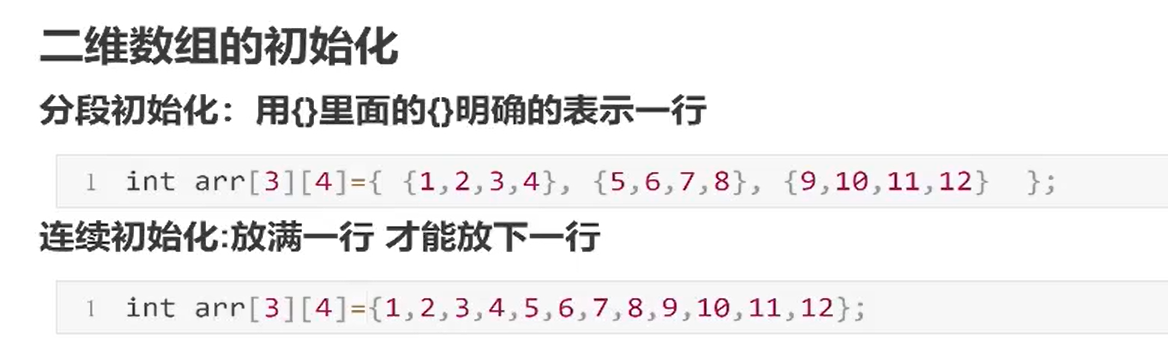 二维数组的初始化
分段初始化：用{}里面的{}明确的表示一行
1 int arr[3][4]={ {1,2,3,4}, {5,6,7,8}, {9,10,11,12}  };
连续初始化:放满一行 才能放下一行
1 int arr[3][4]={1,2,3,4,5,6,7,8,9,10,11,12};